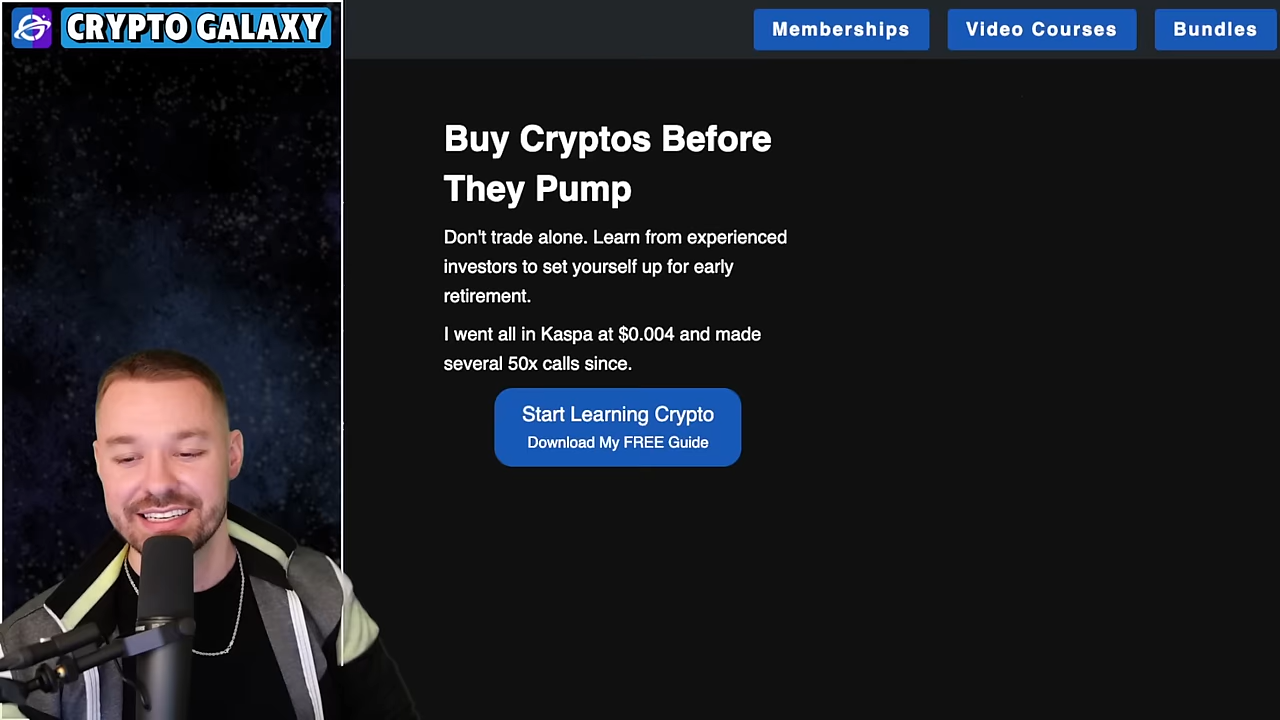 CRYPTO GALAXY
Memberships
Video Courses
Bundles
Buy Cryptos Before
They Pump
Don't trade alone. Learn from experienced
investors to set yourself up for early
retirement.
I went all in Kaspa at $0.004 and made
several 50x calls since.
Start Learning Crypto
Download My FREE Guide